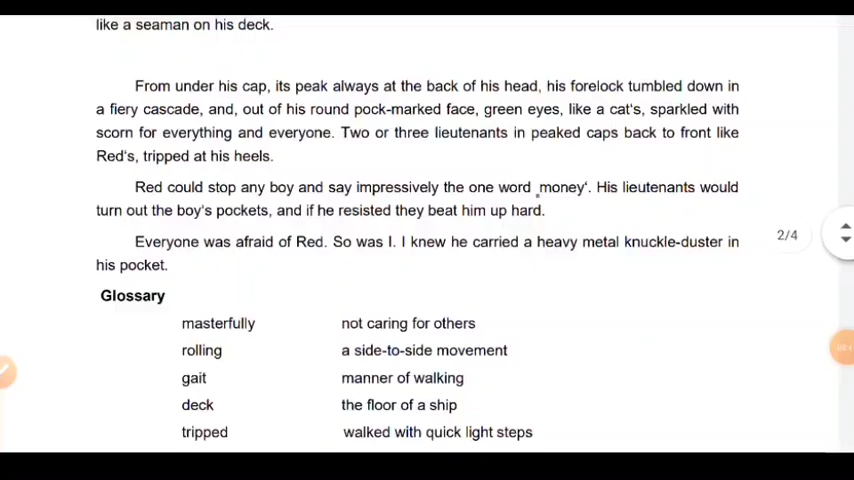 like a seaman on his deck.
From under his cap, its peak always at the back of his head, his forelock tumbled down in
a fiery cascade, and, out of his round pock-marked face, green eyes, like a cat's, sparkled with
scorn for everything and everyone. Two or three lieutenants in peaked caps back to front like
Red's, tripped at his heels.
Red could stop any boy and say impressively the one word „money‘. His lieutenants would
turn out the boy's pockets, and if he resisted they beat him up hard.
Everyone was afraid of Red. So was I. I knew he carried a heavy metal knuckle-duster in
2/4
his pocket.
Glossary
masterfully not caring for others
rolling a side-to-side movement
gait manner of walking
deck the floor of a ship
tripped walked with quick light steps